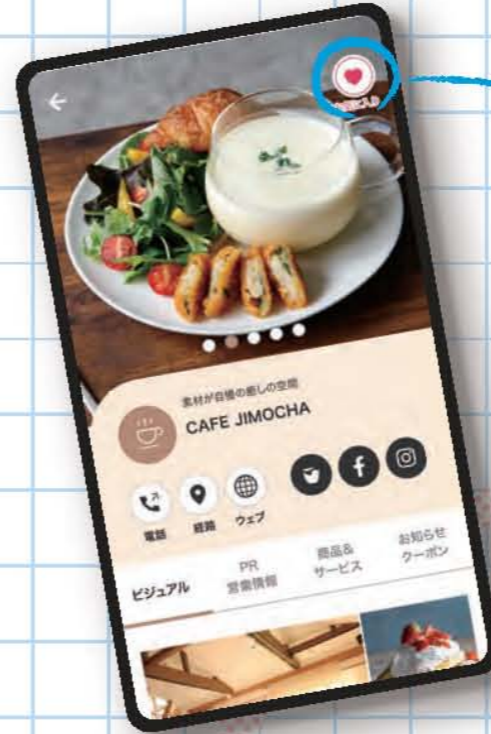 素材が自慢の癒しの空間
CAFE JIMOCHA
電話
経路
ウェブ
ビジュアル
PR
営業情報
商品&
サービス
お知らせ
クーポン